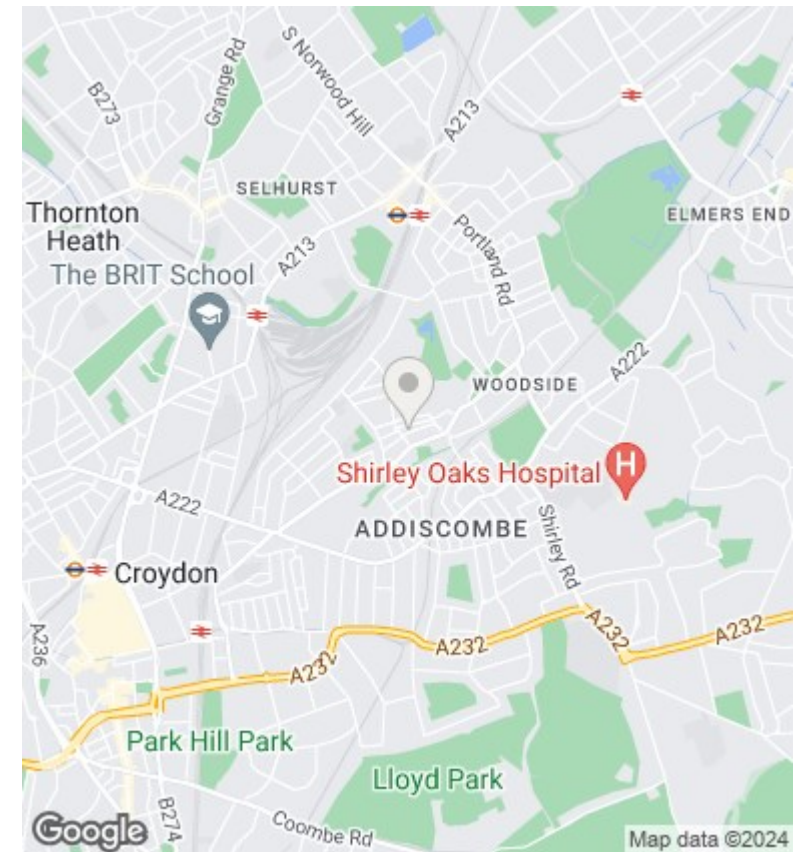 S Norwood Hill
B273
Grange Rd
A213
SELHURST
ELMERS END
Thornton
Heath
A213
Portland Rd
The BRIT School
A222
WOODSIDE
Shirley Oaks Hospital
H
A222
ADDISCOMBE
Shirley Rd
Croydon
A236
A232
A232
A232
A232
Park Hill Park
Lloyd Park
B274
Coombe Rd
Google
Map data ©2024